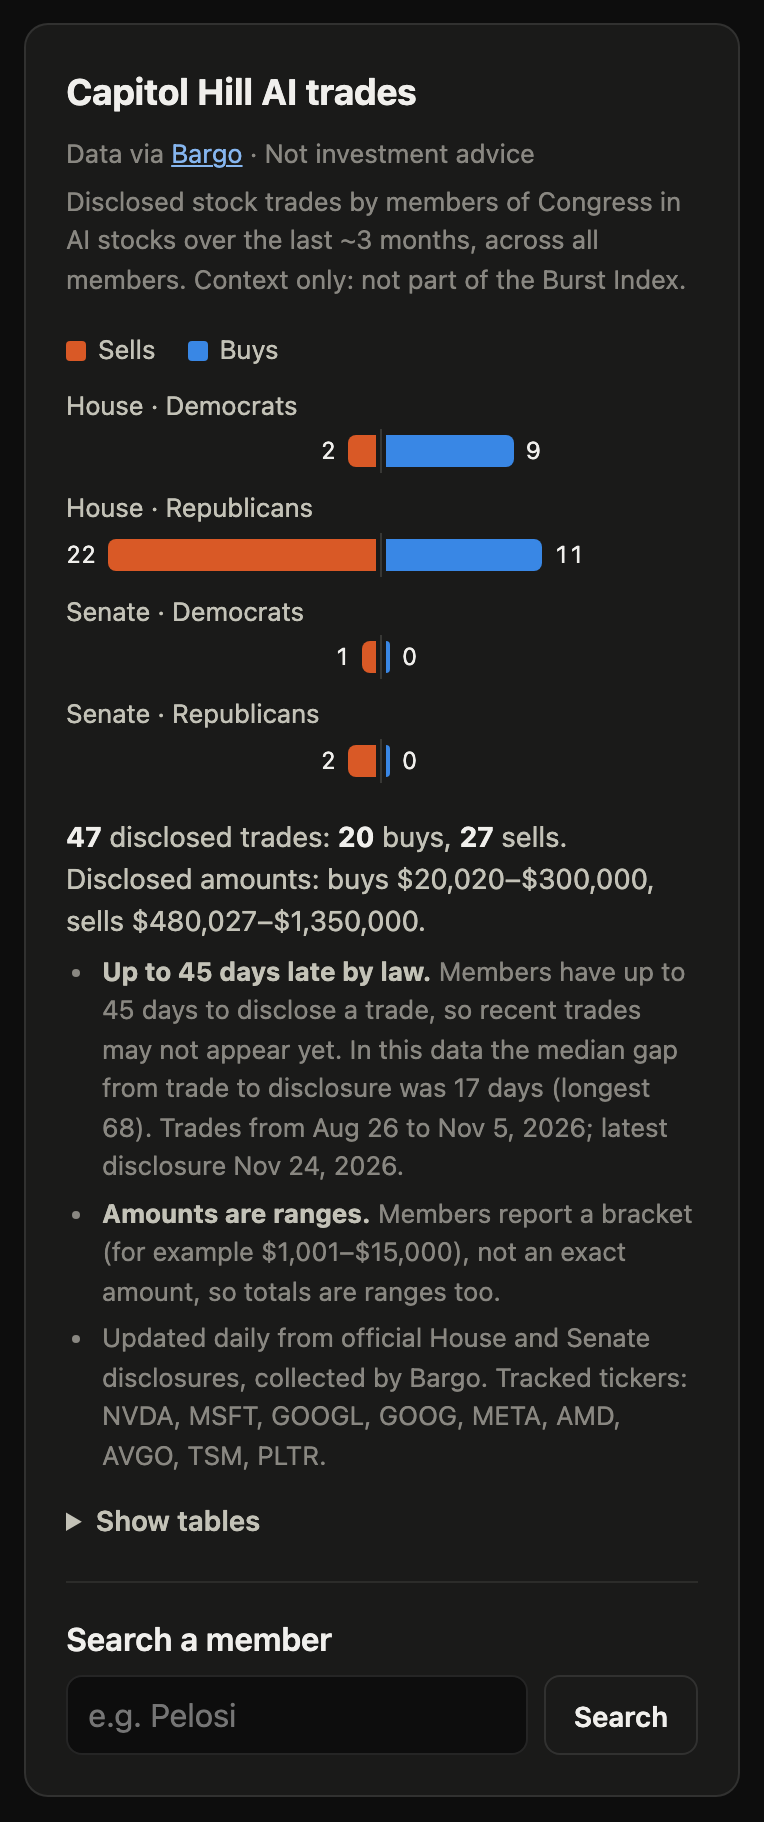 Capitol Hill AI trades
Data via Bargo · Not investment advice
Disclosed stock trades by members of Congress in
AI stocks over the last ~3 months, across all
members. Context only: not part of the Burst Index.
Sells Buys
House · Democrats
2 9
House · Republicans
22 11
Senate · Democrats
1 0
Senate · Republicans
2 0
47 disclosed trades: 20 buys, 27 sells.
Disclosed amounts: buys $20,020–$300,000,
sells $480,027–$1,350,000.
• Up to 45 days late by law. Members have up to
45 days to disclose a trade, so recent trades
may not appear yet. In this data the median gap
from trade to disclosure was 17 days (longest
68). Trades from Aug 26 to Nov 5, 2026; latest
disclosure Nov 24, 2026.
• Amounts are ranges. Members report a bracket
(for example $1,001–$15,000), not an exact
amount, so totals are ranges too.
• Updated daily from official House and Senate
disclosures, collected by Bargo. Tracked tickers:
NVDA, MSFT, GOOGL, GOOG, META, AMD,
AVGO, TSM, PLTR.
▶ Show tables
Search a member
e.g. Pelosi Search